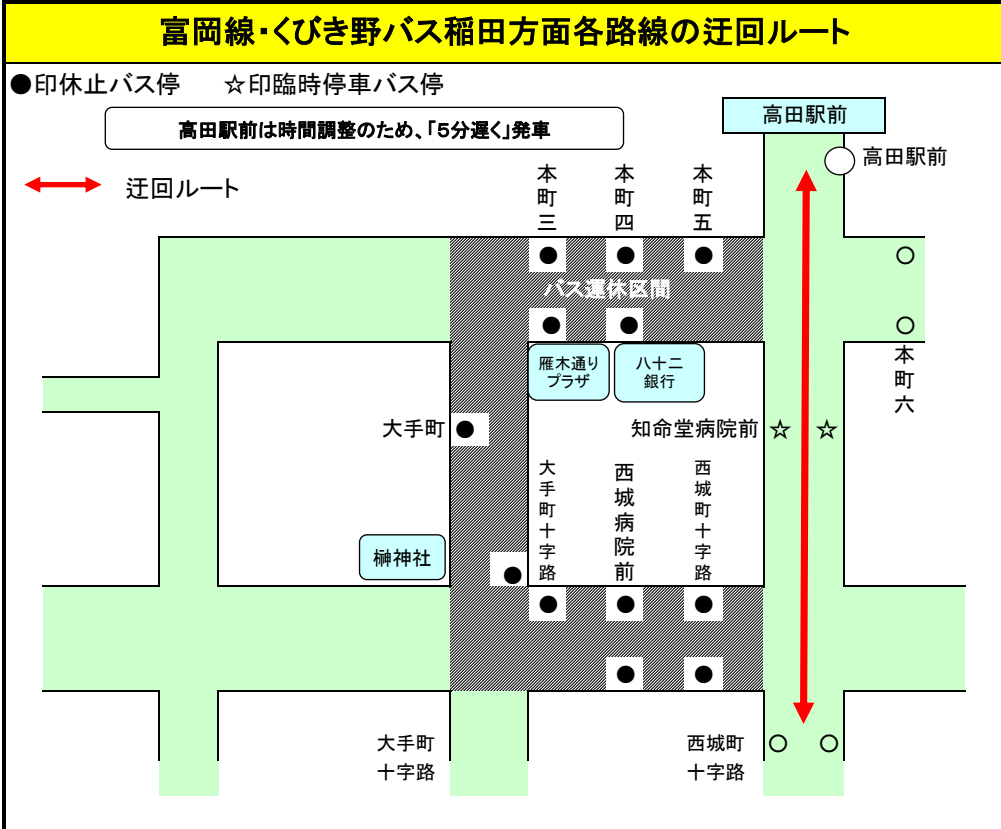 富岡線・くびき野バス稲田方面各路線の迂回ルート
●印休止バス停　☆印臨時停車バス停
高田駅前は時間調整のため、「5分遅く」発車
高田駅前
高田駅前
迂回ルート
本町三
本町四
本町五
バス運休区間
雁木通り
プラザ
八十二
銀行
本町六
大手町
知命堂病院前
大手町十字路
西城病院前
西城町十字路
榊神社
大手町
十字路
西城町
十字路